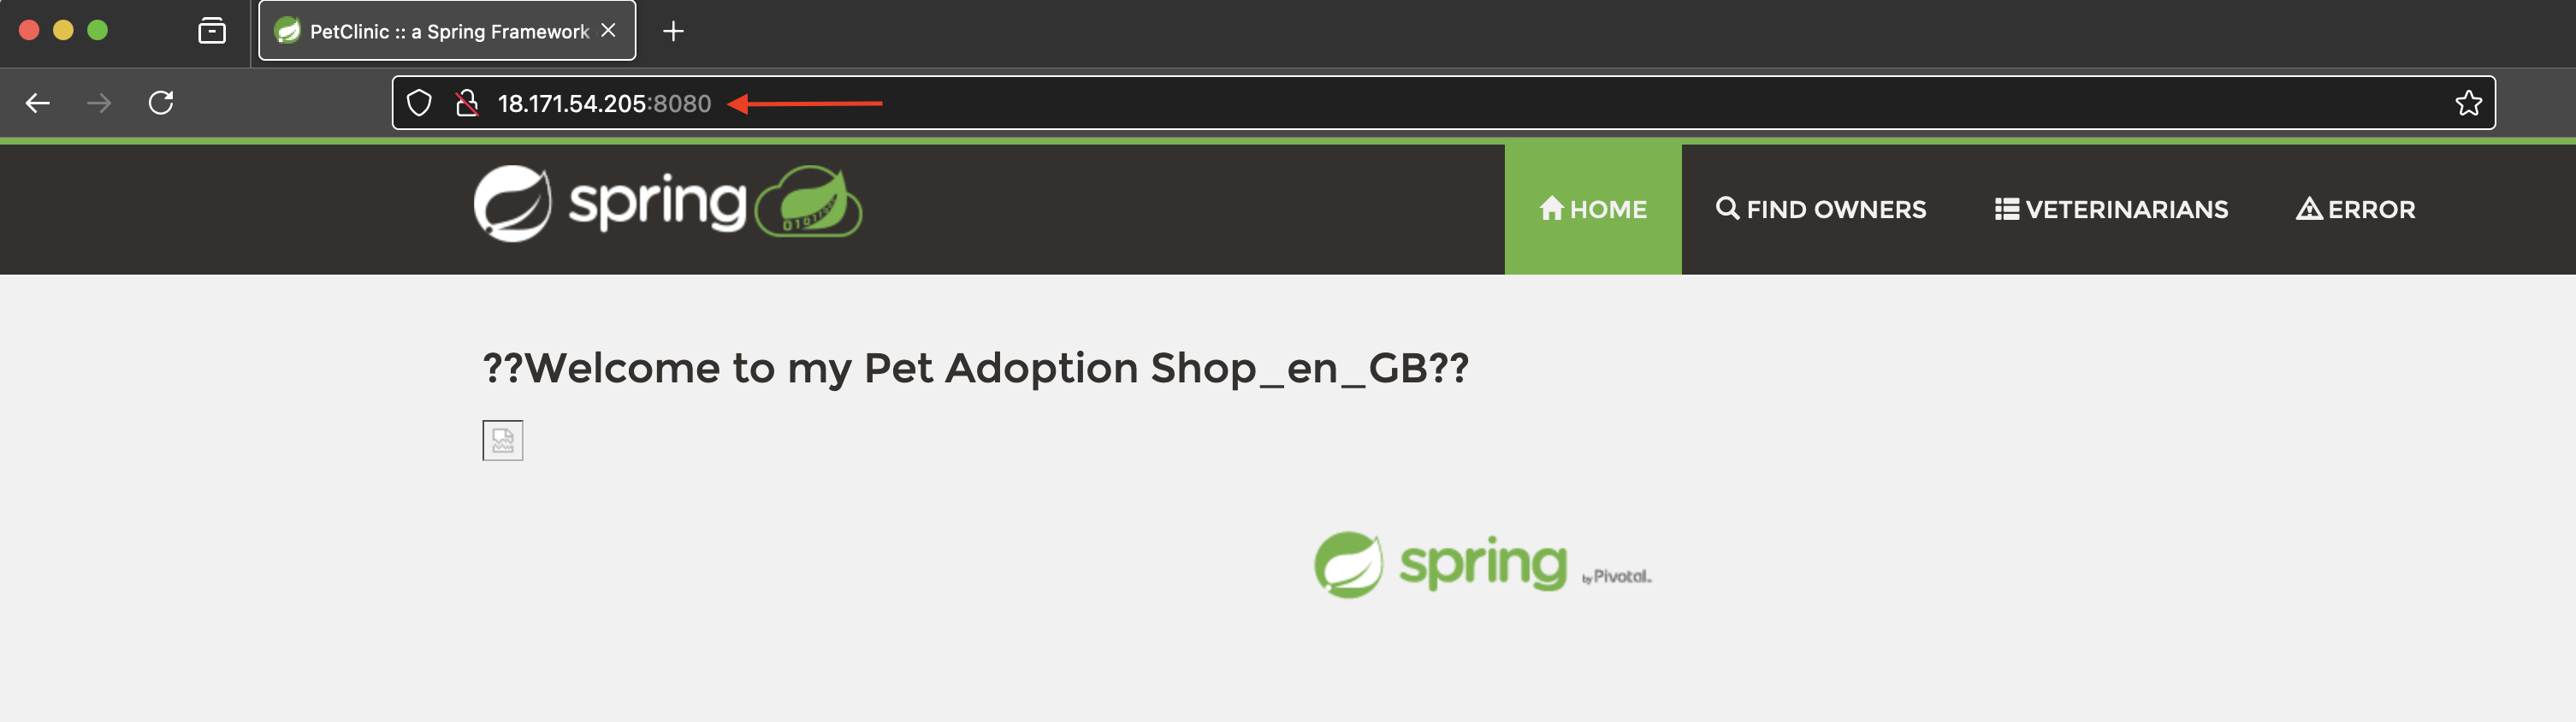 PetClinic :: a Spring Framework
18.171.54.205:8080
spring
HOME
FIND OWNERS
VETERINARIANS
ERROR
??Welcome to my Pet Adoption Shop_en_GB??
spring by Pivotal